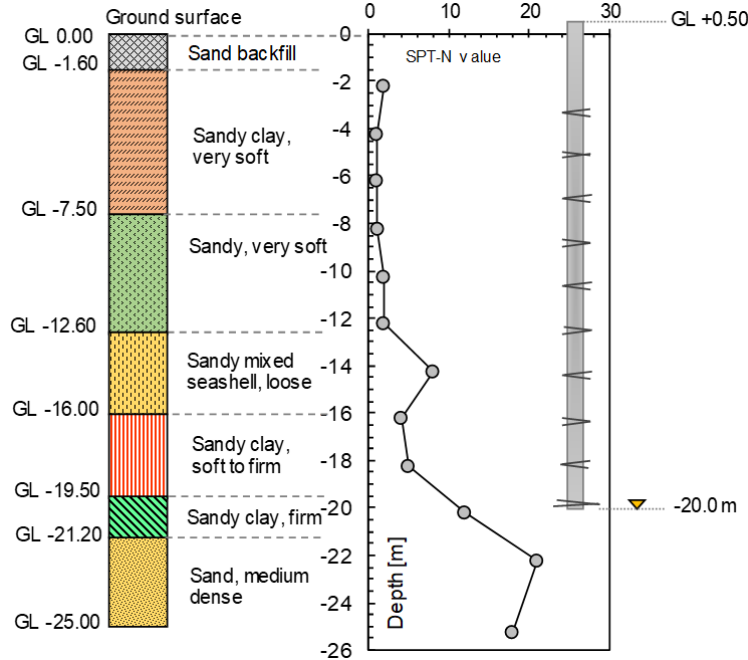 Ground surface
GL 0.00
Sand backfill
GL -1.60
Sandy clay,
very soft
GL -7.50
Sandy, very soft
GL -12.60
Sandy mixed
seashell, loose
GL -16.00
Sandy clay,
soft to firm
GL -19.50
Sandy clay, firm
GL -21.20
Sand, medium
dense
GL -25.00
0 10 20 30
SPT-N value
-0
-2
-4
-6
-8
-10
-12
-14
-16
-18
-20
-22
-24
-26
Depth [m]
GL +0.50
-20.0 m